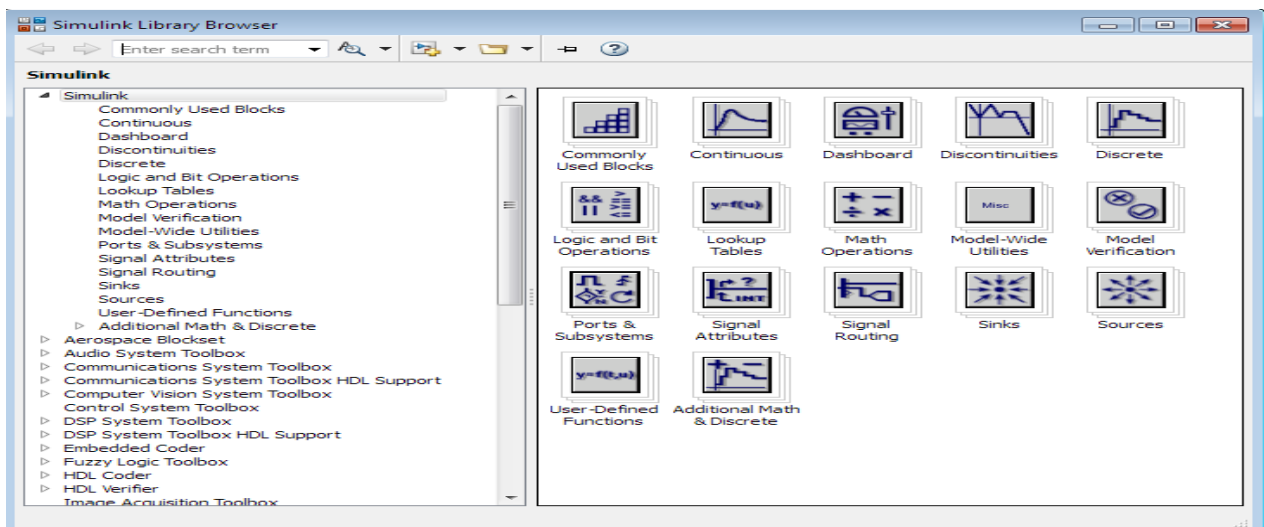 Simulink Library Browser
Enter search term
Simulink
Simulink
Commonly Used Blocks
Continuous
Dashboard
Discontinuities
Discrete
Logic and Bit Operations
Lookup Tables
Math Operations
Model Verification
Model-Wide Utilities
Ports & Subsystems
Signal Attributes
Signal Routing
Sinks
Sources
User-Defined Functions
Additional Math & Discrete
Aerospace Blockset
Audio System Toolbox
Communications System Toolbox
Communications System Toolbox HDL Support
Computer Vision System Toolbox
Control System Toolbox
DSP System Toolbox
DSP System Toolbox HDL Support
Embedded Coder
Fuzzy Logic Toolbox
HDL Coder
HDL Verifier
Image Acquisition Toolbox
Commonly
Used Blocks
Continuous
Dashboard
Discontinuities
Discrete
&& >
|| >=
<=
Logic and Bit
Operations
y=f(u)
Lookup
Tables
+ −
÷ ×
Math
Operations
Misc
Model-Wide
Utilities
Model
Verification
Ports &
Subsystems
?
INT
Signal
Attributes
Signal
Routing
Sinks
Sources
y=f(t,u)
User-Defined
Functions
Additional Math
& Discrete